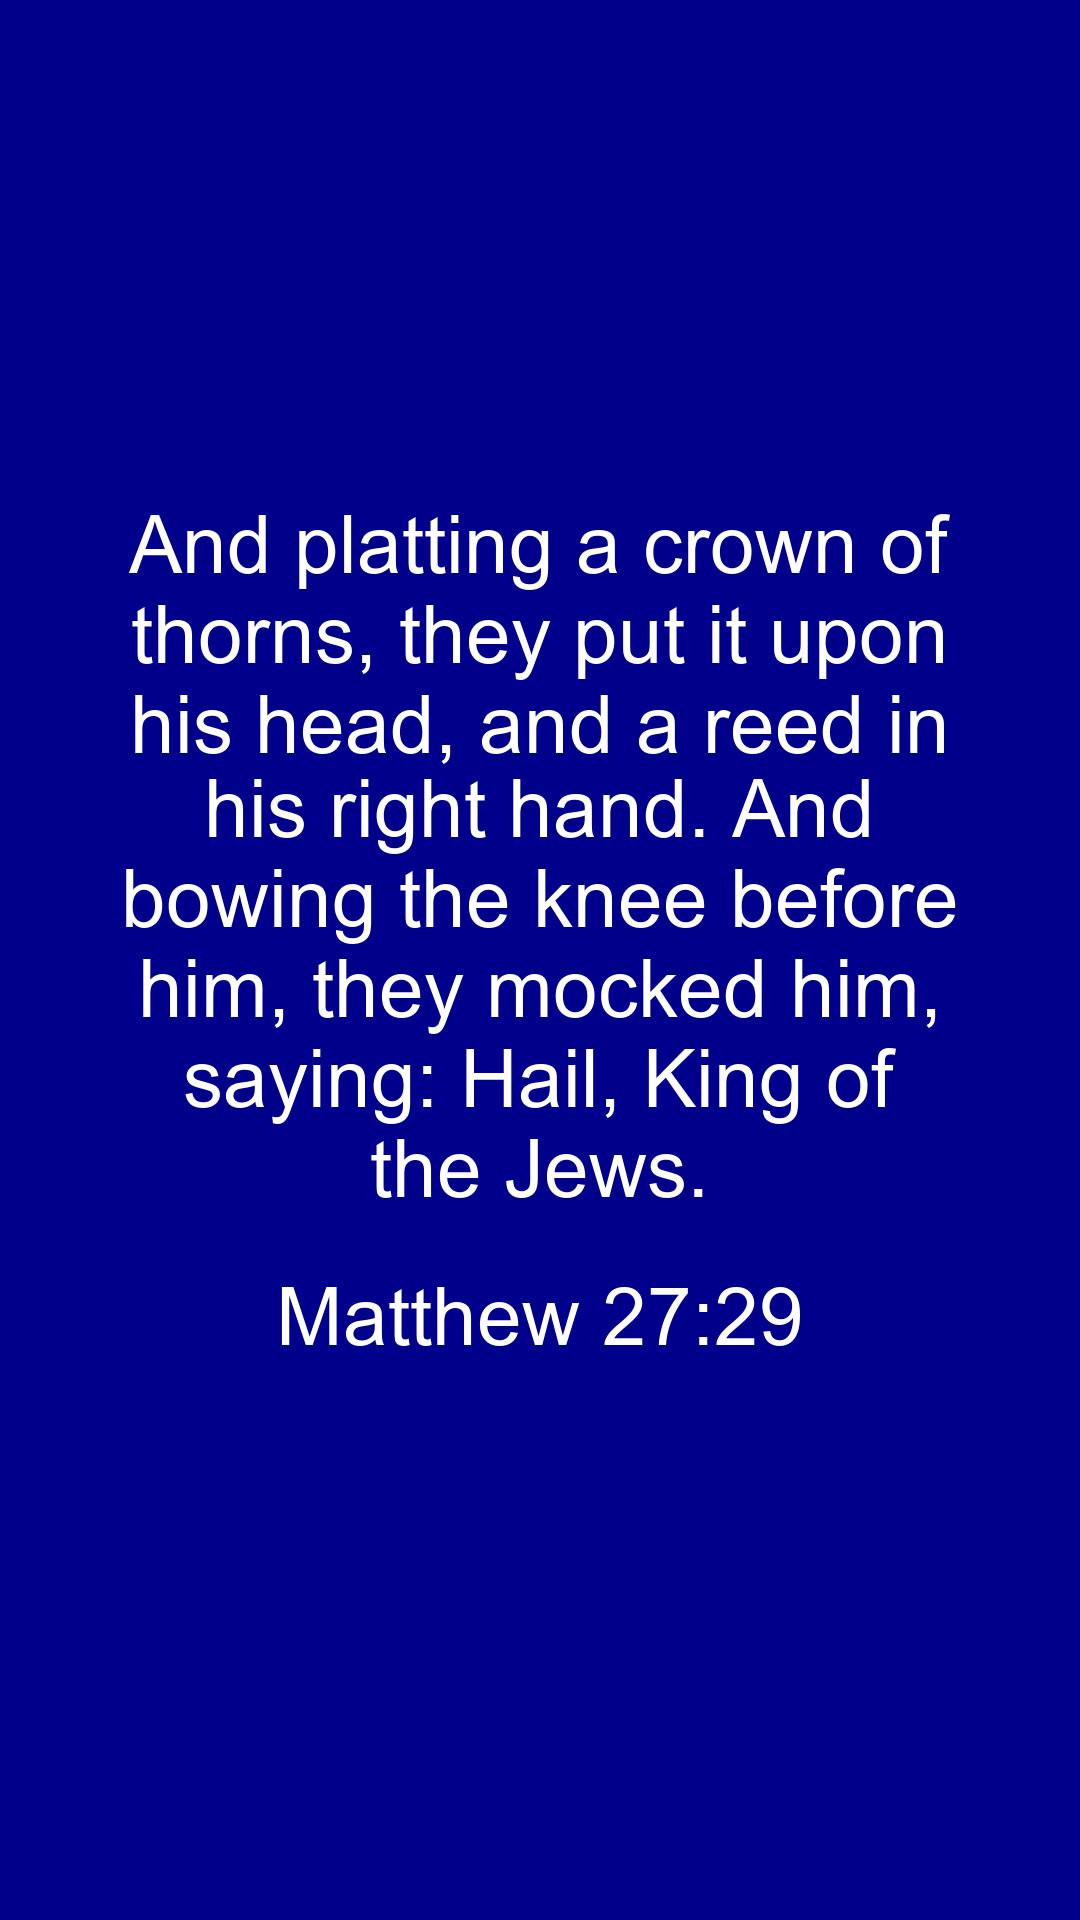 And platting a crown of
thorns, they put it upon
his head, and a reed in
his right hand. And
bowing the knee before
him, they mocked him,
saying: Hail, King of
the Jews.
Matthew 27:29